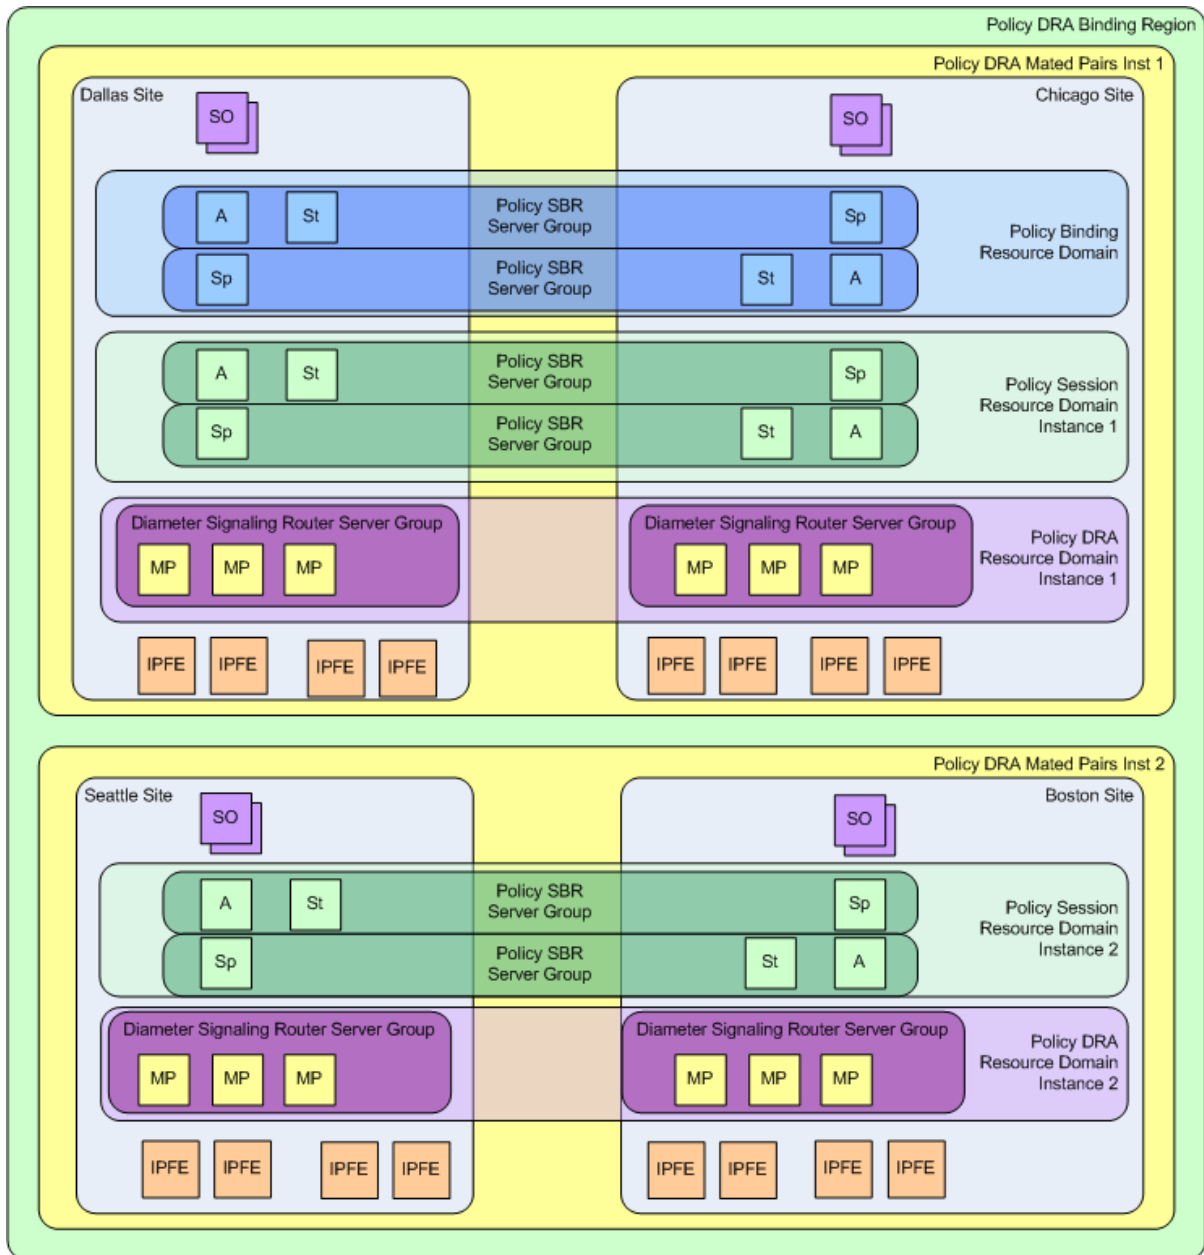 Policy DRA Binding Region
Policy DRA Mated Pairs Inst 1
Dallas Site
Chicago Site
SO
SO
A
St
Policy SBR
Server Group
Sp
Policy Binding
Resource Domain
Sp
Policy SBR
Server Group
St
A
A
St
Policy SBR
Server Group
Sp
Policy Session
Resource Domain
Instance 1
Sp
Policy SBR
Server Group
St
A
Diameter Signaling Router Server Group
MP
MP
MP
Diameter Signaling Router Server Group
MP
MP
MP
Policy DRA
Resource Domain
Instance 1
IPFE
IPFE
IPFE
IPFE
IPFE
IPFE
IPFE
IPFE
Policy DRA Mated Pairs Inst 2
Seattle Site
Boston Site
SO
SO
A
St
Policy SBR
Server Group
Sp
Policy Session
Resource Domain
Instance 2
Sp
Policy SBR
Server Group
St
A
Diameter Signaling Router Server Group
MP
MP
MP
Diameter Signaling Router Server Group
MP
MP
MP
Policy DRA
Resource Domain
Instance 2
IPFE
IPFE
IPFE
IPFE
IPFE
IPFE
IPFE
IPFE